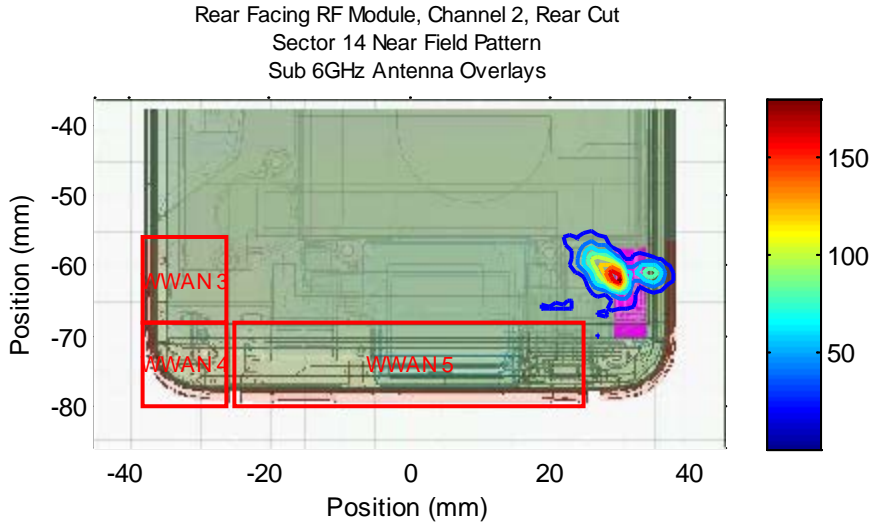 Rear Facing RF Module, Channel 2, Rear Cut
Sector 14 Near Field Pattern
Sub 6GHz Antenna Overlays
Position (mm)
-40
-50
-60
-70
-80
WWAN 3
WWAN 4
WWAN 5
150
100
50
-40
-20
0
20
40
Position (mm)